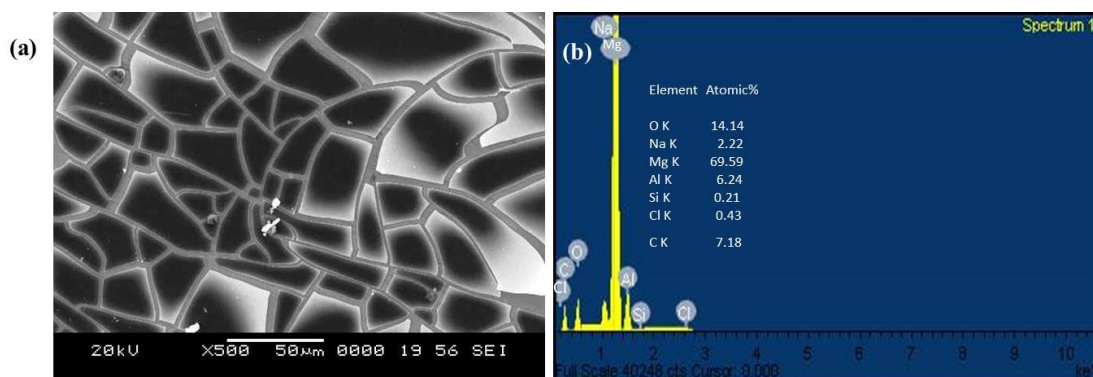 (a)
20kV X500 50μm 0000 19 56 SEI
(b)
Spectrum 1
Na
Mg
Element Atomic%
O K 14.14
Na K 2.22
Mg K 69.59
Al K 6.24
Si K 0.21
Cl K 0.43
C K 7.18
O
C
Cl
Al
Si
Cl
1 2 3 4 5 6 7 8 9 10
Full Scale 40248 cts Cursor: 8.008
ke